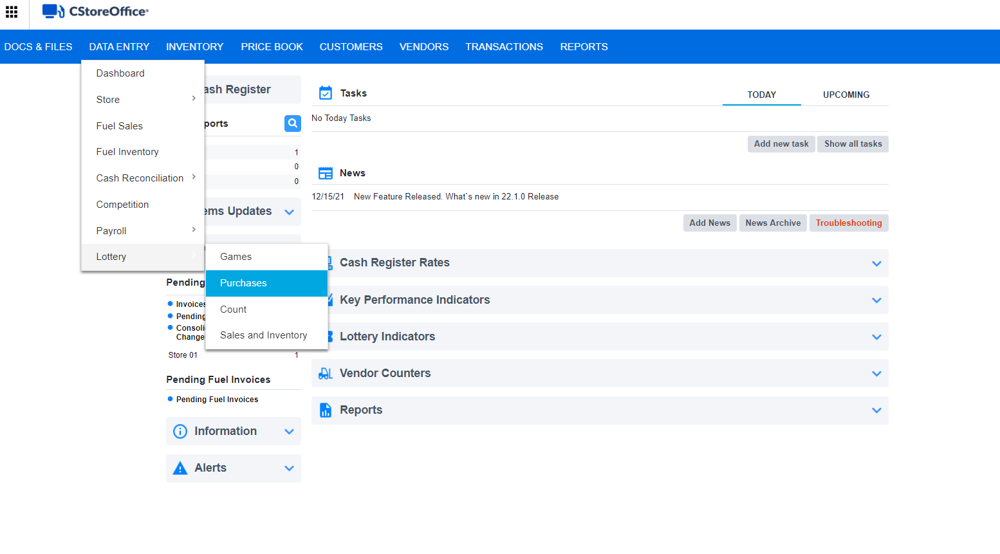 CStoreOffice®
DOCS & FILES DATA ENTRY INVENTORY PRICE BOOK CUSTOMERS VENDORS TRANSACTIONS REPORTS
Dashboard
Store
Fuel Sales
Fuel Inventory
Cash Reconciliation
Competition
Payroll
Lottery
Games
Purchases
Count
Sales and Inventory
ash Register
ports
1
0
0
ems Updates
Pending
Invoices
Pending
Consoli
Change
Store 01 1
Pending Fuel Invoices
Pending Fuel Invoices
Information
Alerts
Tasks TODAY UPCOMING
No Today Tasks
Add new task Show all tasks
News
12/15/21 New Feature Released. What`s new in 22.1.0 Release
Add News News Archive Troubleshooting
Cash Register Rates
Key Performance Indicators
Lottery Indicators
Vendor Counters
Reports